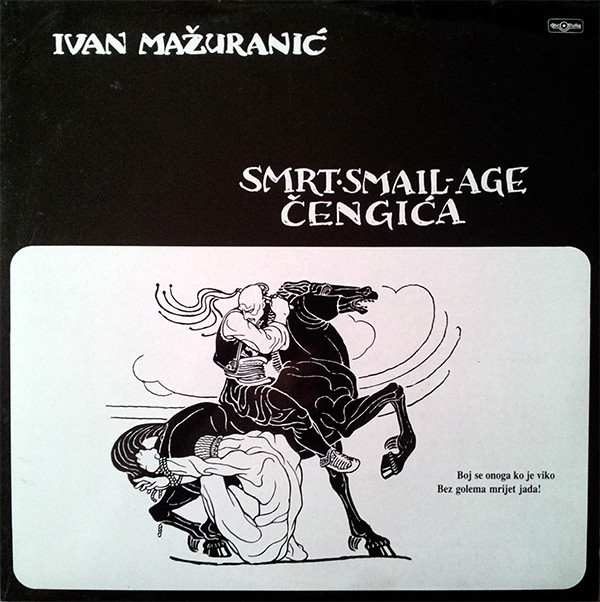 IVAN MAŽURANIĆ
SMRT·SMAIL-AGE
ČENGIĆA
Boj se onoga ko je viko
Bez golema mrijet jada!